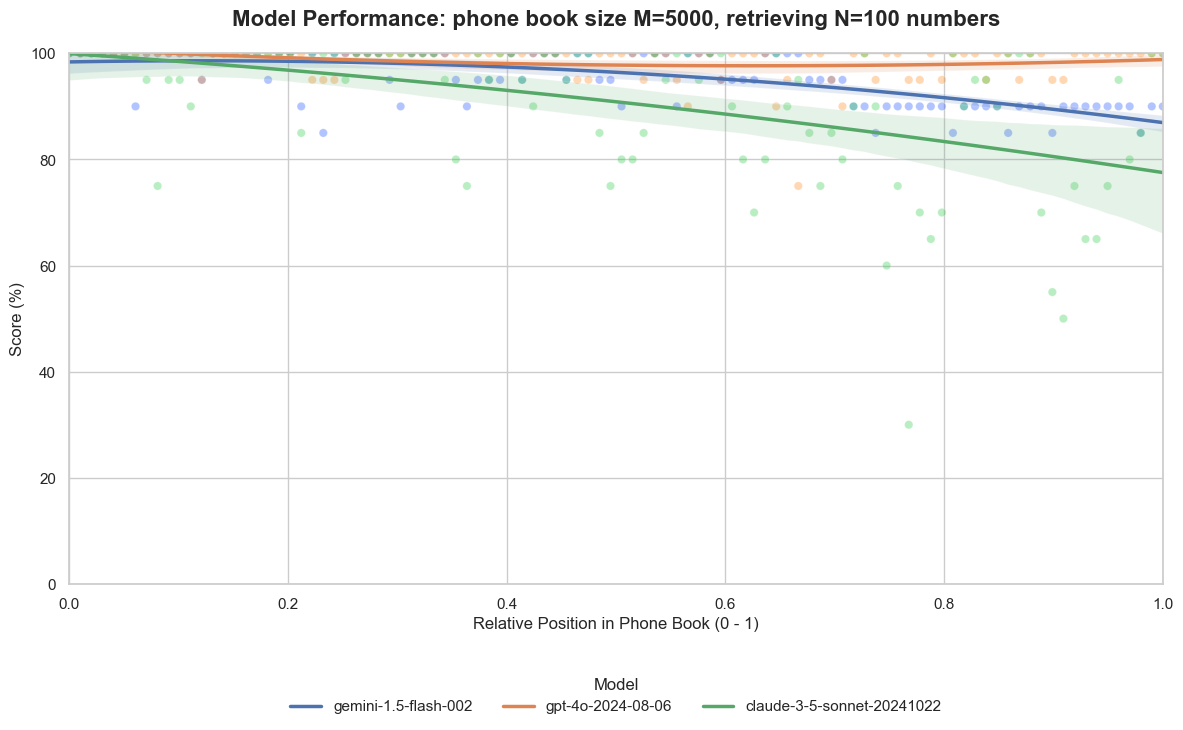 Model Performance: phone book size M=5000, retrieving N=100 numbers
Score (%)
100
80
60
40
20
0
0.0 0.2 0.4 0.6 0.8 1.0
Relative Position in Phone Book (0 - 1)
Model
gemini-1.5-flash-002 gpt-4o-2024-08-06 claude-3-5-sonnet-20241022